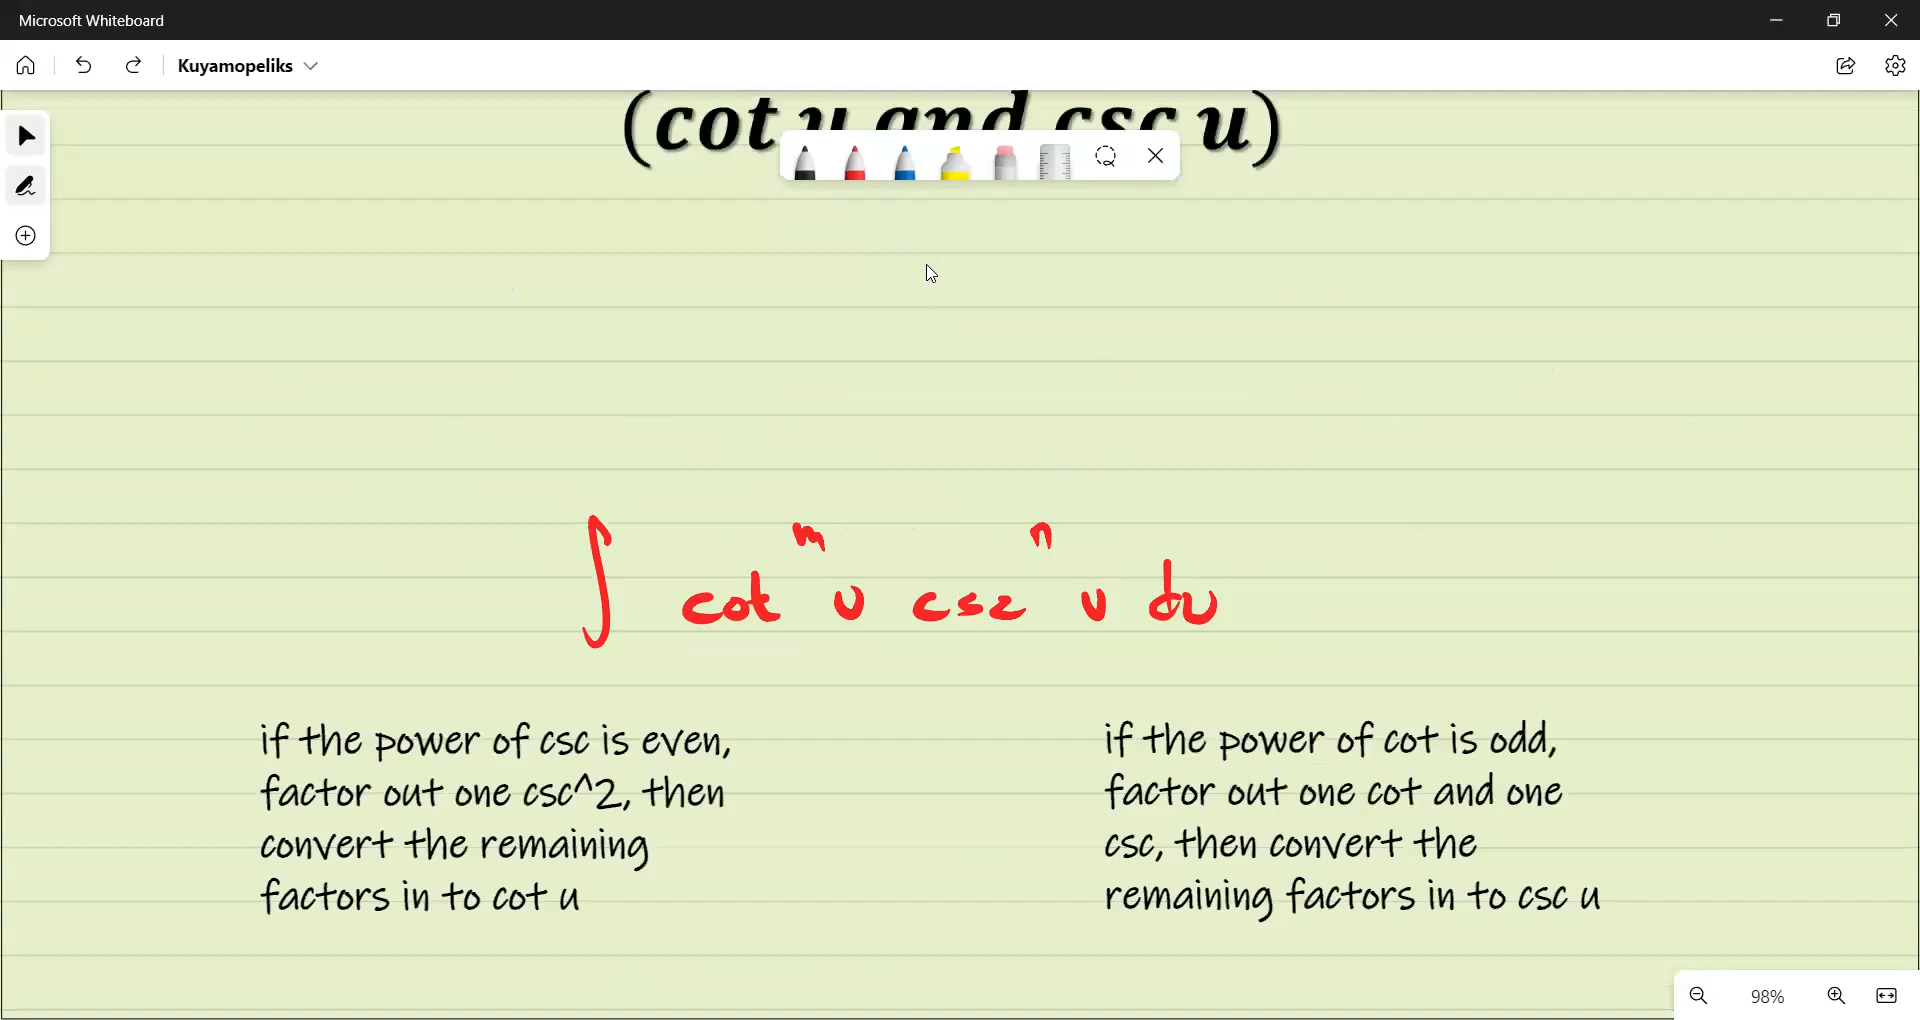 Microsoft Whiteboard
Kuyamopeliks
(cot u and csc u)
∫ cot^m u csc^n u du
if the power of csc is even,
factor out one csc^2, then
convert the remaining
factors in to cot u
if the power of cot is odd,
factor out one cot and one
csc, then convert the
remaining factors in to csc u
98%